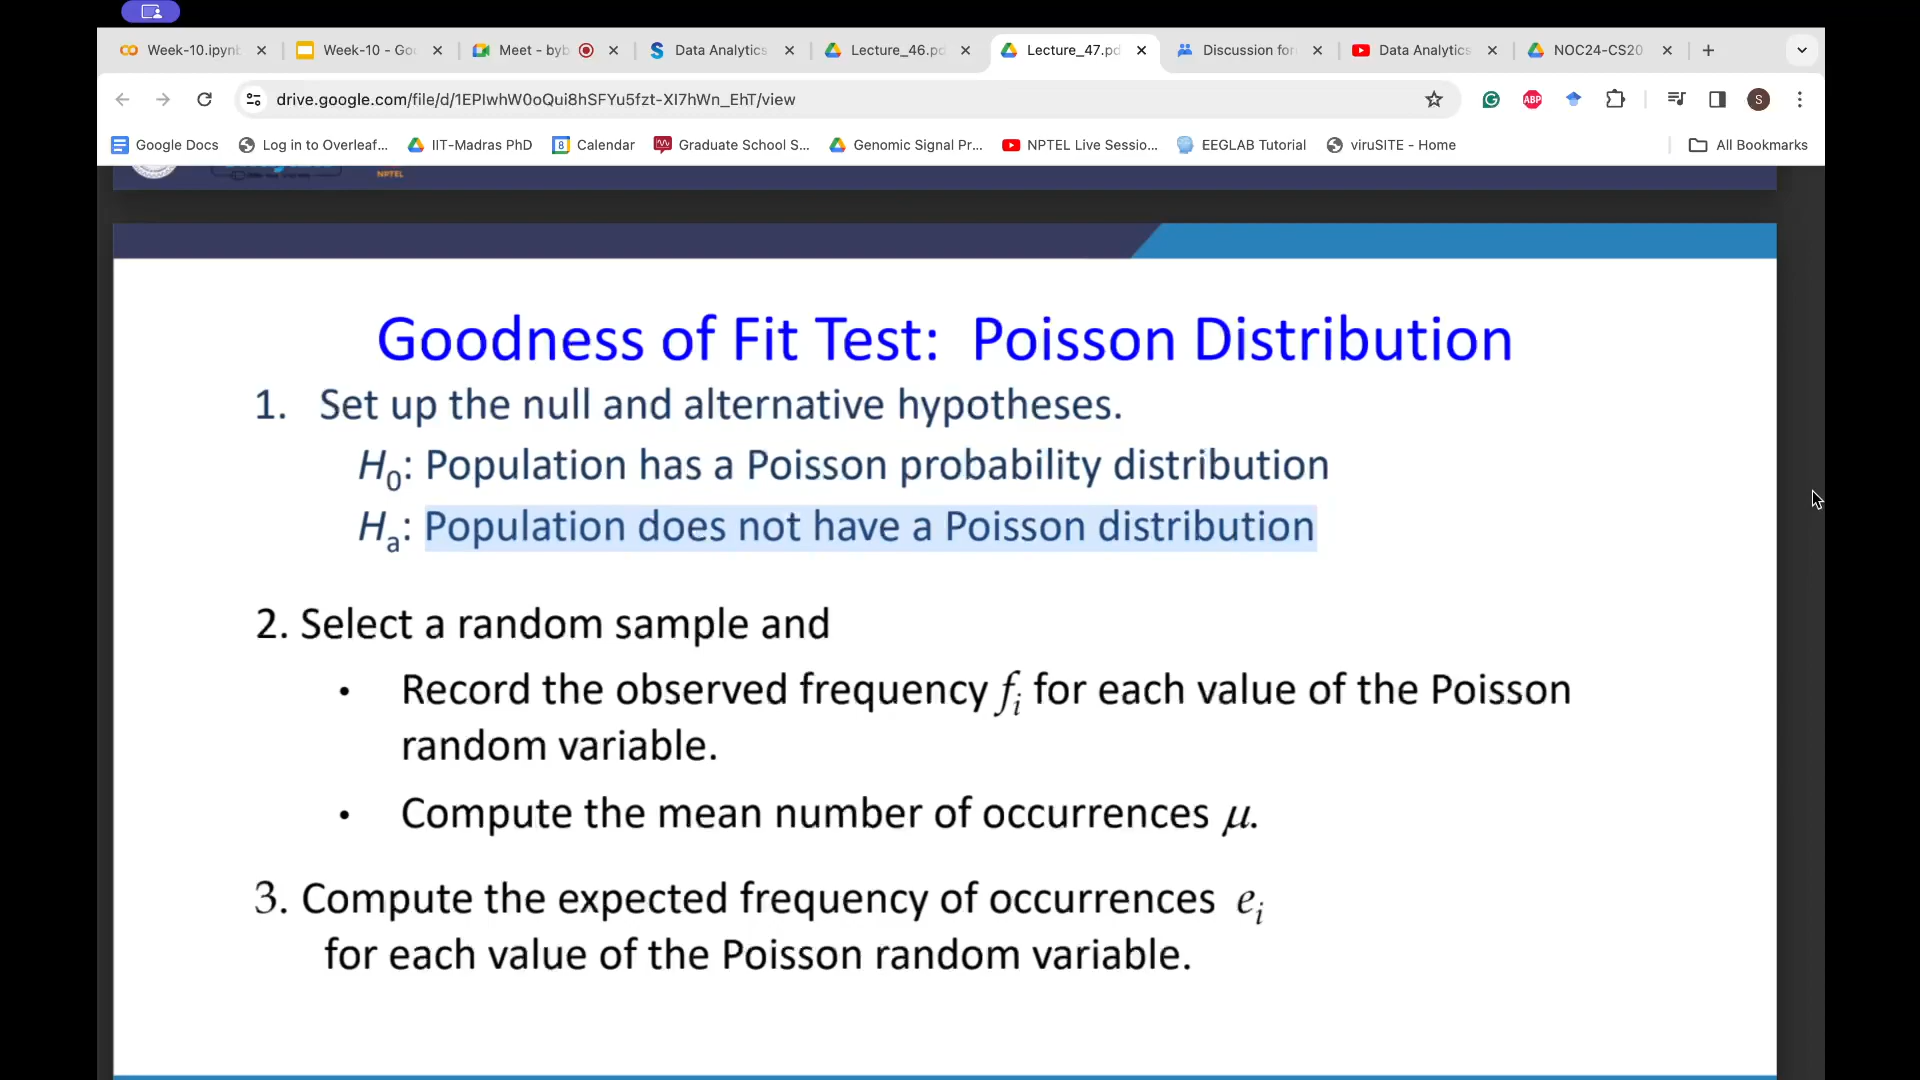 Week-10.ipynb
Week-10 - Goo
Meet - byb
Data Analytics
Lecture_46.pd
Lecture_47.pd
Discussion for
Data Analytics
NOC24-CS20
drive.google.com/file/d/1EPIwhW0oQui8hSFYu5fzt-XI7hWn_EhT/view
ABP
S
Google Docs
Log in to Overleaf...
IIT-Madras PhD
8
Calendar
Graduate School S...
Genomic Signal Pr...
NPTEL Live Sessio...
EEGLAB Tutorial
viruSITE - Home
All Bookmarks
NPTEL
Goodness of Fit Test: Poisson Distribution
1. Set up the null and alternative hypotheses.
H0: Population has a Poisson probability distribution
Ha: Population does not have a Poisson distribution
2. Select a random sample and
• Record the observed frequency fi for each value of the Poisson
random variable.
• Compute the mean number of occurrences μ.
3. Compute the expected frequency of occurrences ei
for each value of the Poisson random variable.